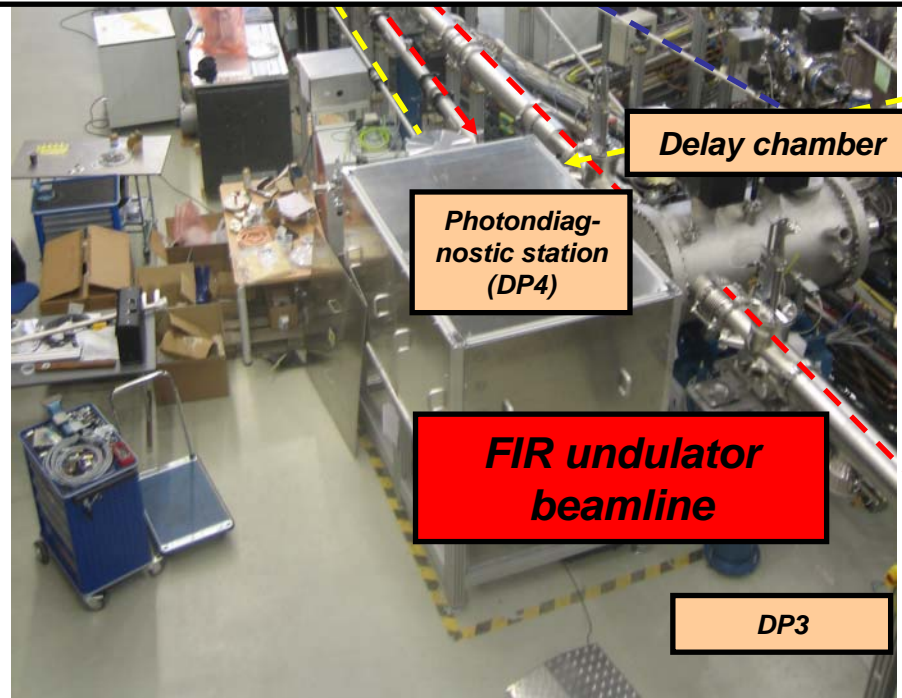 Delay chamber
Photondiag-
nostic station
(DP4)
FIR undulator
beamline
DP3